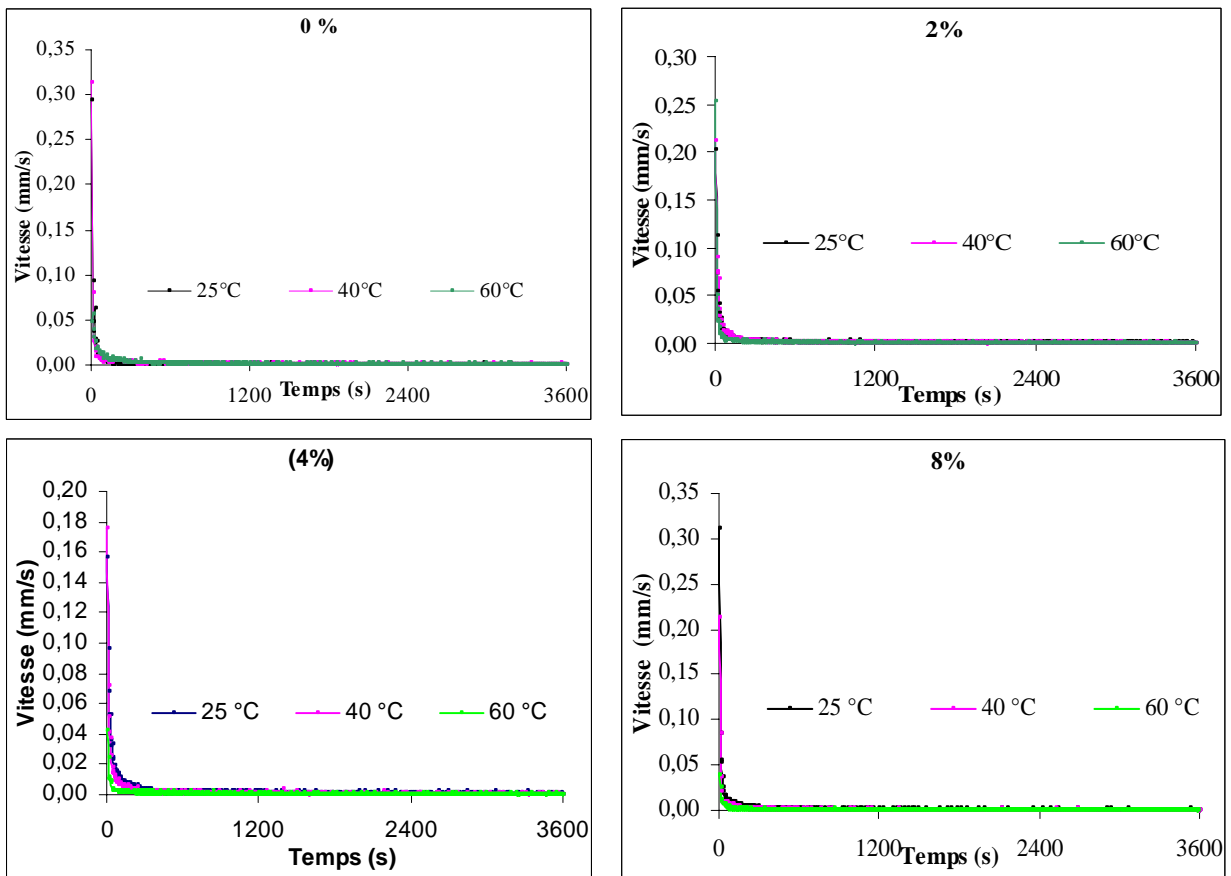 0 %
0,35
0,30
0,25
0,20
0,15
0,10
0,05
0,00
Vitesse (mm/s)
25°C 40°C 60°C
0 1200 2400 3600
Temps (s)
2%
0,30
0,25
0,20
0,15
0,10
0,05
0,00
Vitesse (mm/s)
25°C 40°C 60°C
0 1200 2400 3600
Temps (s)
(4%)
0,20
0,18
0,16
0,14
0,12
0,10
0,08
0,06
0,04
0,02
0,00
Vitesse (mm/s)
25 °C 40 °C 60 °C
0 1200 2400 3600
Temps (s)
8%
0,35
0,30
0,25
0,20
0,15
0,10
0,05
0,00
Vitesse (mm/s)
25 °C 40 °C 60 °C
0 1200 2400 3600
Temps (s)